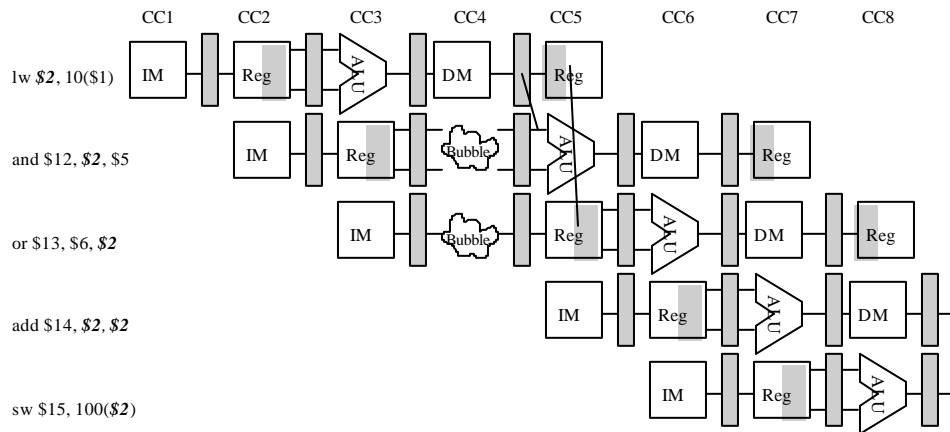 CC1 CC2 CC3 CC4 CC5 CC6 CC7 CC8
lw $2, 10($1) IM Reg ALU DM Reg
and $12, $2, $5 IM Reg Bubble ALU DM Reg
or $13, $6, $2 IM Bubble Reg ALU DM Reg
add $14, $2, $2 IM Reg ALU DM
sw $15, 100($2) IM Reg ALU